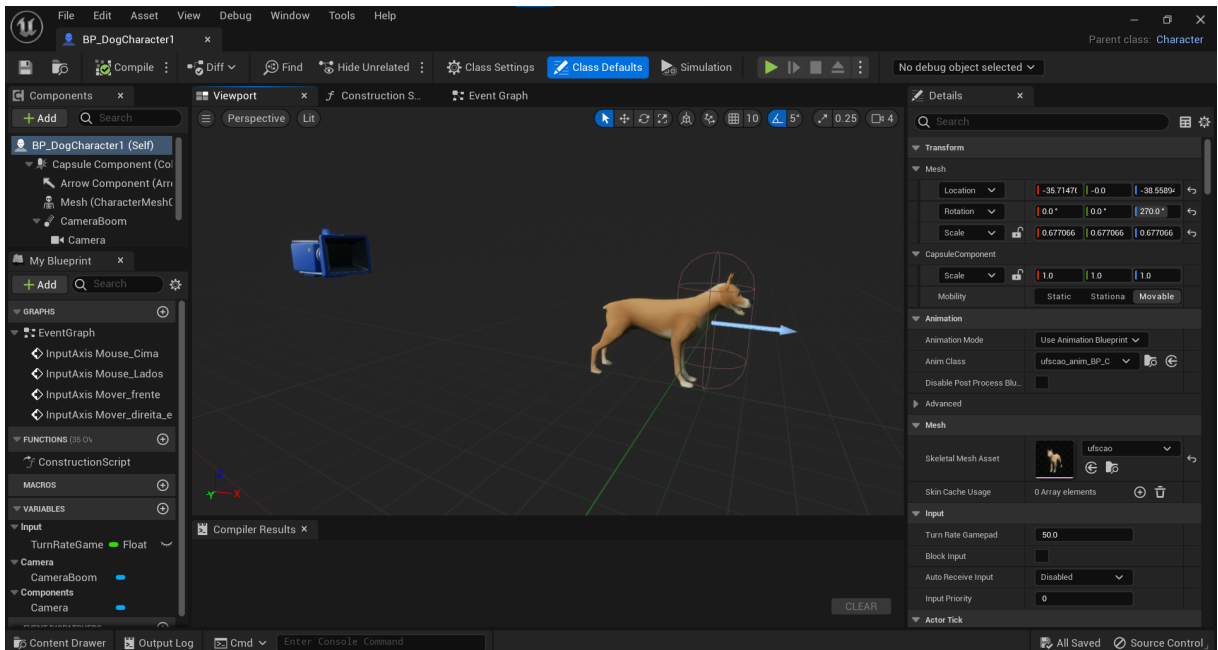 File Edit Asset View Debug Window Tools Help
BP_DogCharacter1
Parent class: Character
Compile Diff Find Hide Unrelated Class Settings Class Defaults Simulation No debug object selected
Components
Add Search
BP_DogCharacter1 (Self)
Capsule Component (Col
Arrow Component (Arr
Mesh (CharacterMesh
CameraBoom
Camera
My Blueprint
Add Search
GRAPHS
EventGraph
InputAxis Mouse_Cima
InputAxis Mouse_Lados
InputAxis Mover_frente
InputAxis Mover_direita_e
FUNCTIONS (35 OV
ConstructionScript
MACROS
VARIABLES
Input
TurnRateGame Float
Camera
CameraBoom
Components
Camera
EVENT DISPATCHERS
Viewport Construction S... Event Graph
Perspective Lit 10 5° 0.25 4
Z
Y X
Compiler Results
CLEAR
Details
Search
Transform
Mesh
Location -35.7147 -0.0 -38.5589
Rotation 0.0° 0.0° 270.0°
Scale 0.677066 0.677066 0.677066
CapsuleComponent
Scale 1.0 1.0 1.0
Mobility Static Stationa Movable
Animation
Animation Mode Use Animation Blueprint
Anim Class ufscao_anim_BP_C
Disable Post Process Blu...
Advanced
Mesh
Skeletal Mesh Asset ufscao
Skin Cache Usage 0 Array elements
Input
Turn Rate Gamepad 50.0
Block Input
Auto Receive Input Disabled
Input Priority 0
Actor Tick
Content Drawer Output Log Cmd Enter Console Command All Saved Source Control